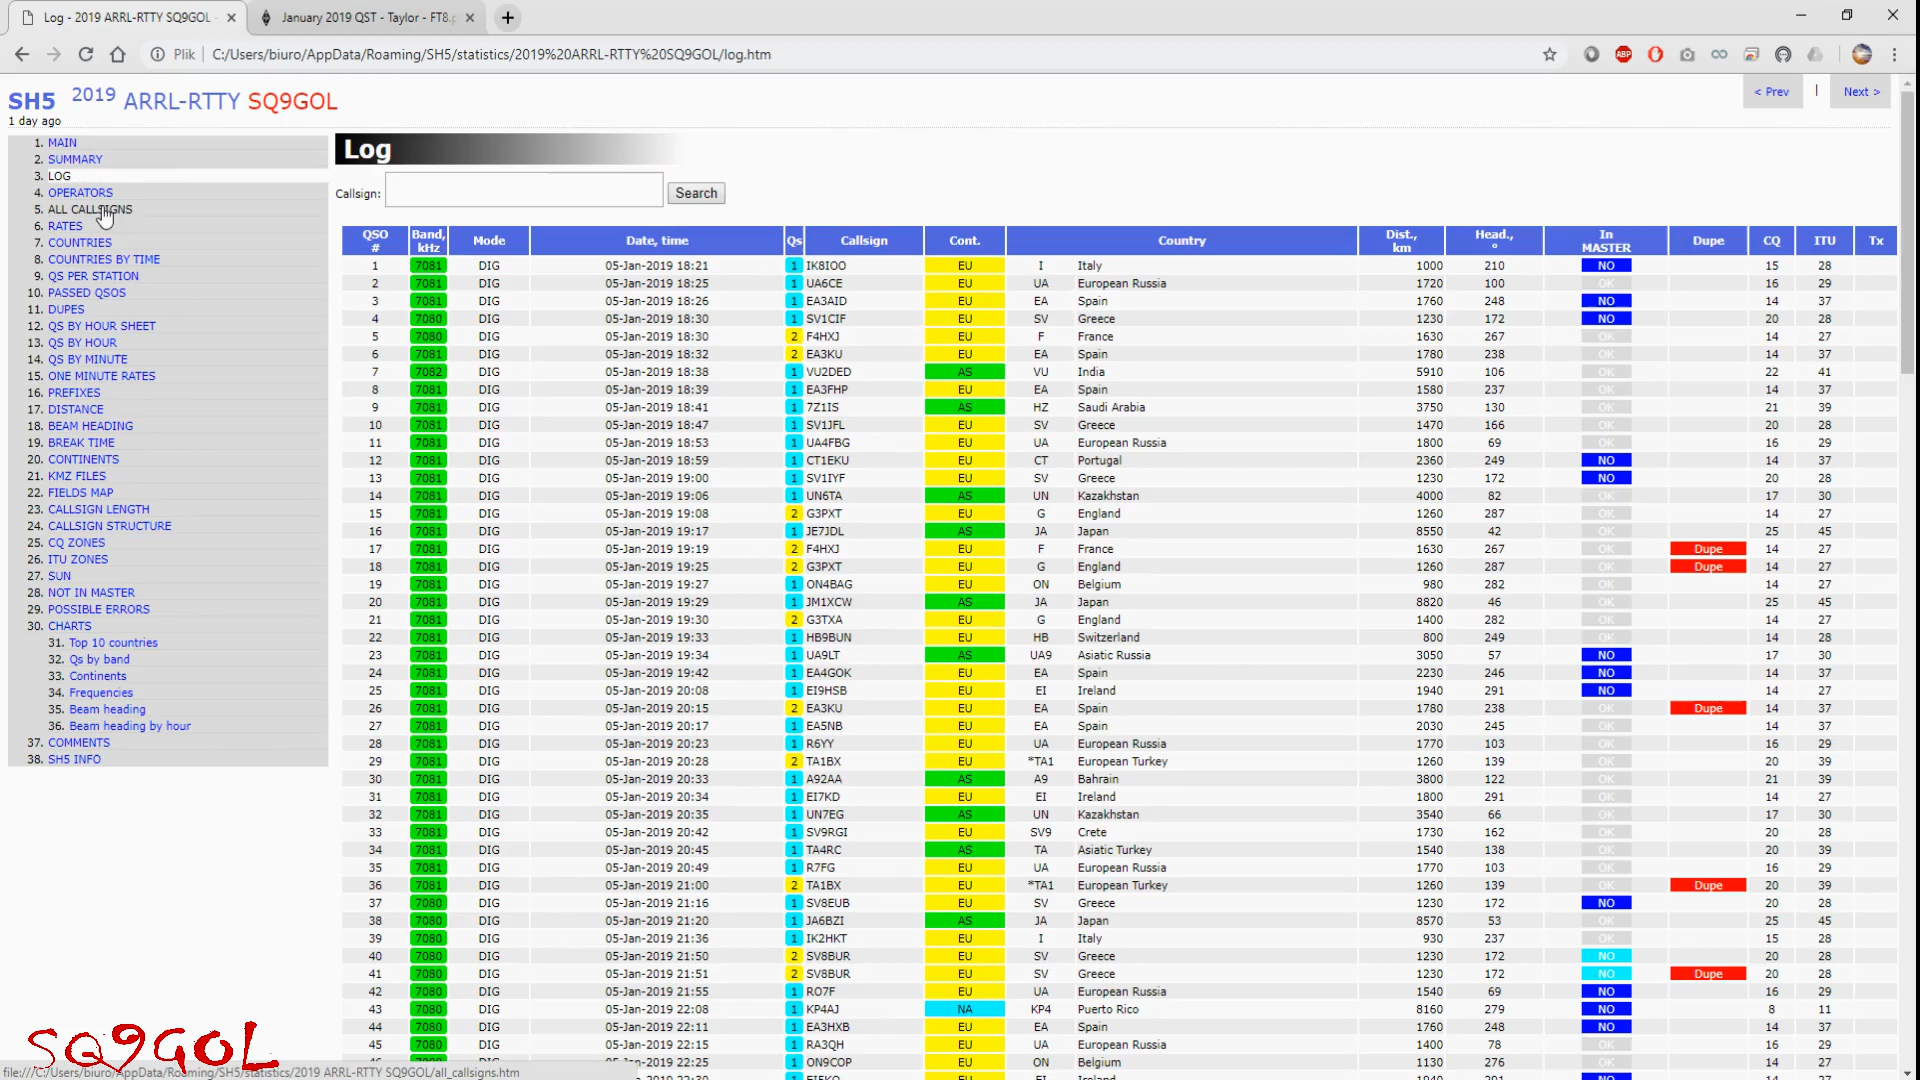 Log - 2019 ARRL-RTTY SQ9GOL
January 2019 QST - Taylor - FT8.p
Plik | C:/Users/biuro/AppData/Roaming/SH5/statistics/2019%20ARRL-RTTY%20SQ9GOL/log.htm
SH5 2019 ARRL-RTTY SQ9GOL
1 day ago
< Prev | Next >
1. MAIN
2. SUMMARY
3. LOG
4. OPERATORS
5. ALL CALLSIGNS
6. RATES
7. COUNTRIES
8. COUNTRIES BY TIME
9. QS PER STATION
10. PASSED QSOS
11. DUPES
12. QS BY HOUR SHEET
13. QS BY HOUR
14. QS BY MINUTE
15. ONE MINUTE RATES
16. PREFIXES
17. DISTANCE
18. BEAM HEADING
19. BREAK TIME
20. CONTINENTS
21. KMZ FILES
22. FIELDS MAP
23. CALLSIGN LENGTH
24. CALLSIGN STRUCTURE
25. CQ ZONES
26. ITU ZONES
27. SUN
28. NOT IN MASTER
29. POSSIBLE ERRORS
30. CHARTS
31. Top 10 countries
32. Qs by band
33. Continents
34. Frequencies
35. Beam heading
36. Beam heading by hour
37. COMMENTS
38. SH5 INFO
Log
Callsign: Search
QSO # Band, kHz Mode Date, time Qs Callsign Cont. Country Dist., km Head., ° In MASTER Dupe CQ ITU Tx
1 7081 DIG 05-Jan-2019 18:21 1 IK8IOO EU I Italy 1000 210 NO 15 28
2 7081 DIG 05-Jan-2019 18:25 1 UA6CE EU UA European Russia 1720 100 OK 16 29
3 7081 DIG 05-Jan-2019 18:26 1 EA3AID EU EA Spain 1760 248 NO 14 37
4 7080 DIG 05-Jan-2019 18:30 1 SV1CIF EU SV Greece 1230 172 NO 20 28
5 7080 DIG 05-Jan-2019 18:30 2 F4HXJ EU F France 1630 267 OK 14 27
6 7081 DIG 05-Jan-2019 18:32 2 EA3KU EU EA Spain 1780 238 OK 14 37
7 7082 DIG 05-Jan-2019 18:38 1 VU2DED AS VU India 5910 106 OK 22 41
8 7081 DIG 05-Jan-2019 18:39 1 EA3FHP EU EA Spain 1580 237 OK 14 37
9 7081 DIG 05-Jan-2019 18:41 1 7Z1IS AS HZ Saudi Arabia 3750 130 OK 21 39
10 7081 DIG 05-Jan-2019 18:47 1 SV1JFL EU SV Greece 1470 166 OK 20 28
11 7081 DIG 05-Jan-2019 18:53 1 UA4FBG EU UA European Russia 1800 69 OK 16 29
12 7081 DIG 05-Jan-2019 18:59 1 CT1EKU EU CT Portugal 2360 249 NO 14 37
13 7081 DIG 05-Jan-2019 19:00 1 SV1IYF EU SV Greece 1230 172 NO 20 28
14 7081 DIG 05-Jan-2019 19:06 1 UN6TA AS UN Kazakhstan 4000 82 OK 17 30
15 7081 DIG 05-Jan-2019 19:08 2 G3PXT EU G England 1260 287 OK 14 27
16 7081 DIG 05-Jan-2019 19:17 1 JE7JDL AS JA Japan 8550 42 OK 25 45
17 7081 DIG 05-Jan-2019 19:19 2 F4HXJ EU F France 1630 267 OK Dupe 14 27
18 7081 DIG 05-Jan-2019 19:25 2 G3PXT EU G England 1260 287 OK Dupe 14 27
19 7081 DIG 05-Jan-2019 19:27 1 ON4BAG EU ON Belgium 980 282 OK 14 27
20 7081 DIG 05-Jan-2019 19:29 1 JM1XCW AS JA Japan 8820 46 OK 25 45
21 7081 DIG 05-Jan-2019 19:30 2 G3TXA EU G England 1400 282 OK 14 27
22 7081 DIG 05-Jan-2019 19:33 1 HB9BUN EU HB Switzerland 800 249 OK 14 28
23 7081 DIG 05-Jan-2019 19:34 1 UA9LT AS UA9 Asiatic Russia 3050 57 NO 17 30
24 7081 DIG 05-Jan-2019 19:42 1 EA4GOK EU EA Spain 2230 246 NO 14 37
25 7081 DIG 05-Jan-2019 20:08 1 EI9HSB EU EI Ireland 1940 291 NO 14 27
26 7081 DIG 05-Jan-2019 20:15 2 EA3KU EU EA Spain 1780 238 OK Dupe 14 37
27 7081 DIG 05-Jan-2019 20:17 1 EA5NB EU EA Spain 2030 245 OK 14 37
28 7081 DIG 05-Jan-2019 20:23 1 R6YY EU UA European Russia 1770 103 OK 16 29
29 7081 DIG 05-Jan-2019 20:28 2 TA1BX EU *TA1 European Turkey 1260 139 OK 20 39
30 7081 DIG 05-Jan-2019 20:33 1 A92AA AS A9 Bahrain 3800 122 OK 21 39
31 7081 DIG 05-Jan-2019 20:34 1 EI7KD EU EI Ireland 1800 291 OK 14 27
32 7081 DIG 05-Jan-2019 20:35 1 UN7EG AS UN Kazakhstan 3540 66 OK 17 30
33 7081 DIG 05-Jan-2019 20:42 1 SV9RGI EU SV9 Crete 1730 162 OK 20 28
34 7081 DIG 05-Jan-2019 20:45 1 TA4RC AS TA Asiatic Turkey 1540 138 OK 20 39
35 7081 DIG 05-Jan-2019 20:49 1 R7FG EU UA European Russia 1770 103 OK 16 29
36 7081 DIG 05-Jan-2019 21:00 2 TA1BX EU *TA1 European Turkey 1260 139 OK Dupe 20 39
37 7080 DIG 05-Jan-2019 21:16 1 SV8EUB EU SV Greece 1230 172 NO 20 28
38 7080 DIG 05-Jan-2019 21:20 1 JA6BZI AS JA Japan 8570 53 OK 25 45
39 7080 DIG 05-Jan-2019 21:36 1 IK2HKT EU I Italy 930 237 OK 15 28
40 7080 DIG 05-Jan-2019 21:50 2 SV8BUR EU SV Greece 1230 172 NO 20 28
41 7080 DIG 05-Jan-2019 21:51 2 SV8BUR EU SV Greece 1230 172 NO Dupe 20 28
42 7080 DIG 05-Jan-2019 21:55 1 RO7F EU UA European Russia 1540 69 NO 16 29
43 7080 DIG 05-Jan-2019 22:08 1 KP4AJ NA KP4 Puerto Rico 8160 279 NO 8 11
44 7080 DIG 05-Jan-2019 22:11 1 EA3HXB EU EA Spain 1760 248 NO 14 37
45 7080 DIG 05-Jan-2019 22:15 1 RA3QH EU UA European Russia 1400 78 OK 16 29
46 7080 DIG 05-Jan-2019 22:25 1 ON9COP EU ON Belgium 1130 276 OK 14 27
SQ9GOL
file:///C:/Users/biuro/AppData/Roaming/SH5/statistics/2019 ARRL-RTTY SQ9GOL/all_callsigns.htm